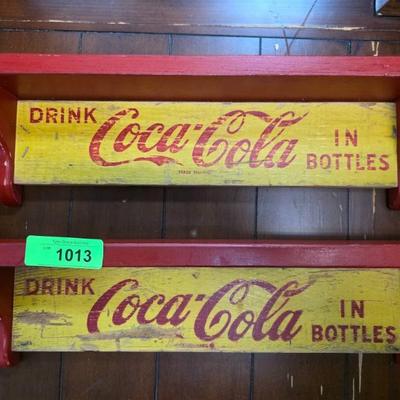 DRINK Coca-Cola IN BOTTLES
1013
DRINK Coca-Cola IN BOTTLES